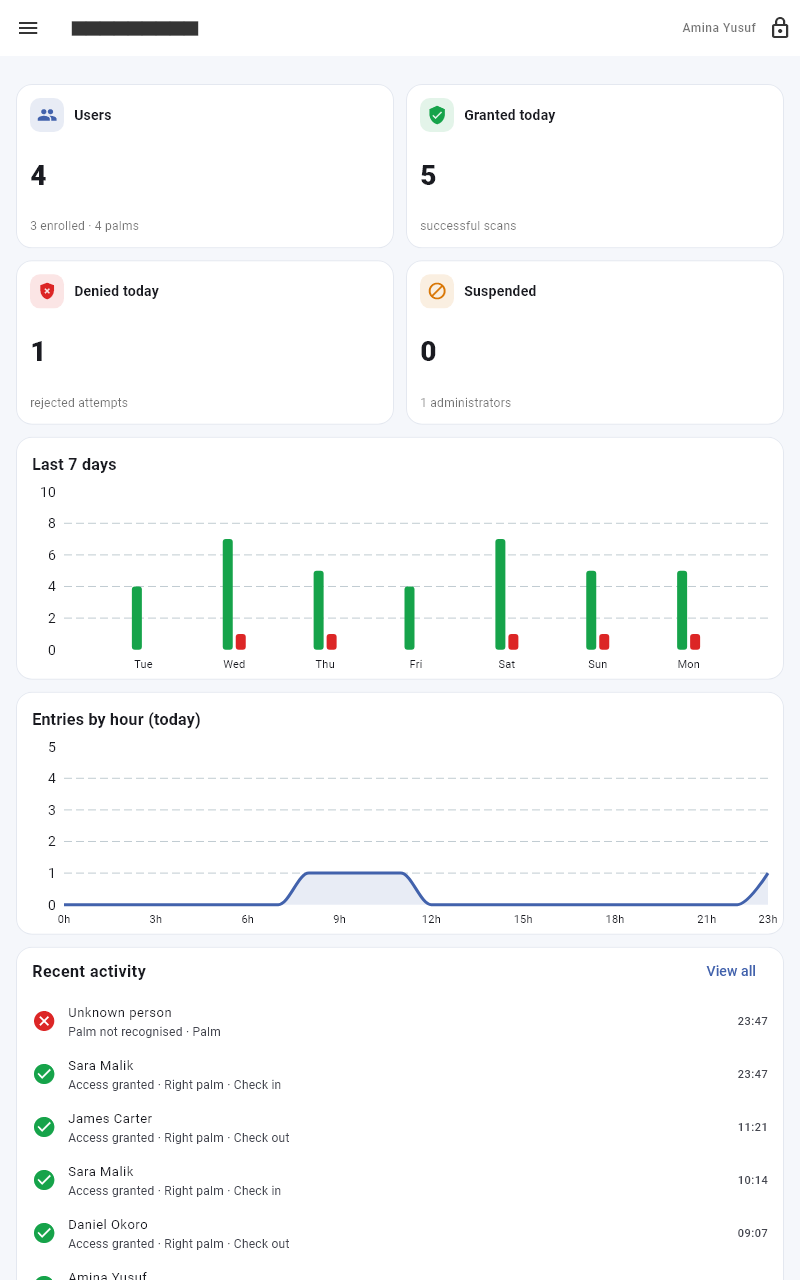 Amina Yusuf
Users
4
3 enrolled · 4 palms
Granted today
5
successful scans
Denied today
1
rejected attempts
Suspended
0
1 administrators
Last 7 days
10
8
6
4
2
0
Tue Wed Thu Fri Sat Sun Mon
Entries by hour (today)
5
4
3
2
1
0
0h 3h 6h 9h 12h 15h 18h 21h 23h
Recent activity View all
Unknown person
Palm not recognised · Palm
23:47
Sara Malik
Access granted · Right palm · Check in
23:47
James Carter
Access granted · Right palm · Check out
11:21
Sara Malik
Access granted · Right palm · Check in
10:14
Daniel Okoro
Access granted · Right palm · Check out
09:07
Amina Yusuf